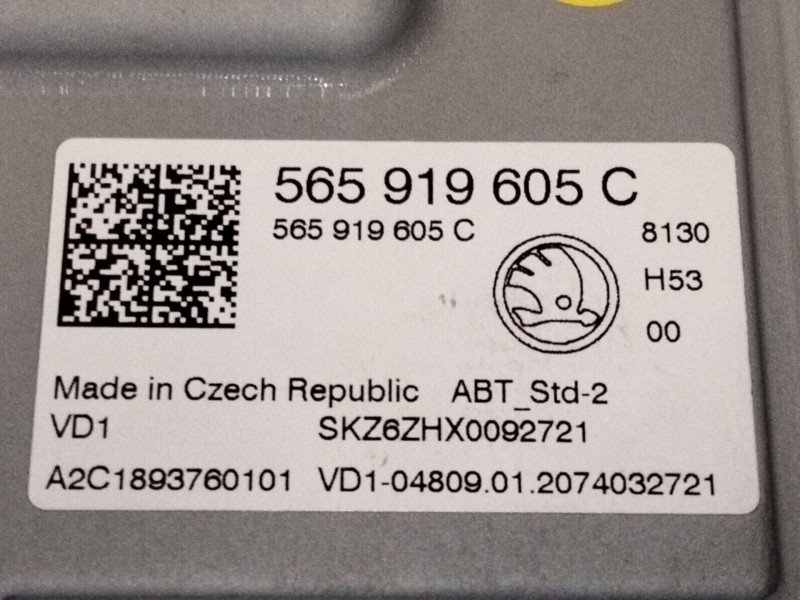 565 919 605 C
565 919 605 C
8130
H53
00
Made in Czech Republic ABT_Std-2
VD1 SKZ6ZHX0092721
A2C1893760101 VD1-04809.01.2074032721